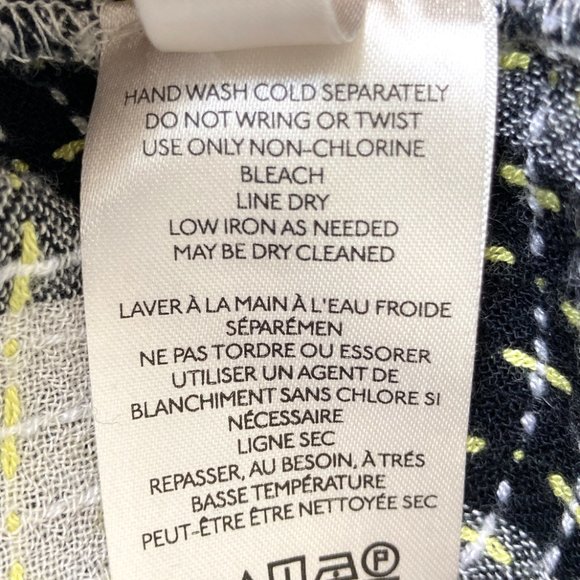 HAND WASH COLD SEPARATELY
DO NOT WRING OR TWIST
USE ONLY NON-CHLORINE
BLEACH
LINE DRY
LOW IRON AS NEEDED
MAY BE DRY CLEANED
LAVER À LA MAIN À L'EAU FROIDE
SÉPARÉMEN
NE PAS TORDRE OU ESSORER
UTILISER UN AGENT DE
BLANCHIMENT SANS CHLORE SI
NÉCESSAIRE
LIGNE SEC
REPASSER, AU BESOIN, À TRÉS
BASSE TEMPÉRATURE
PEUT-ÊTRE ÊTRE NETTOYÉE SEC
P